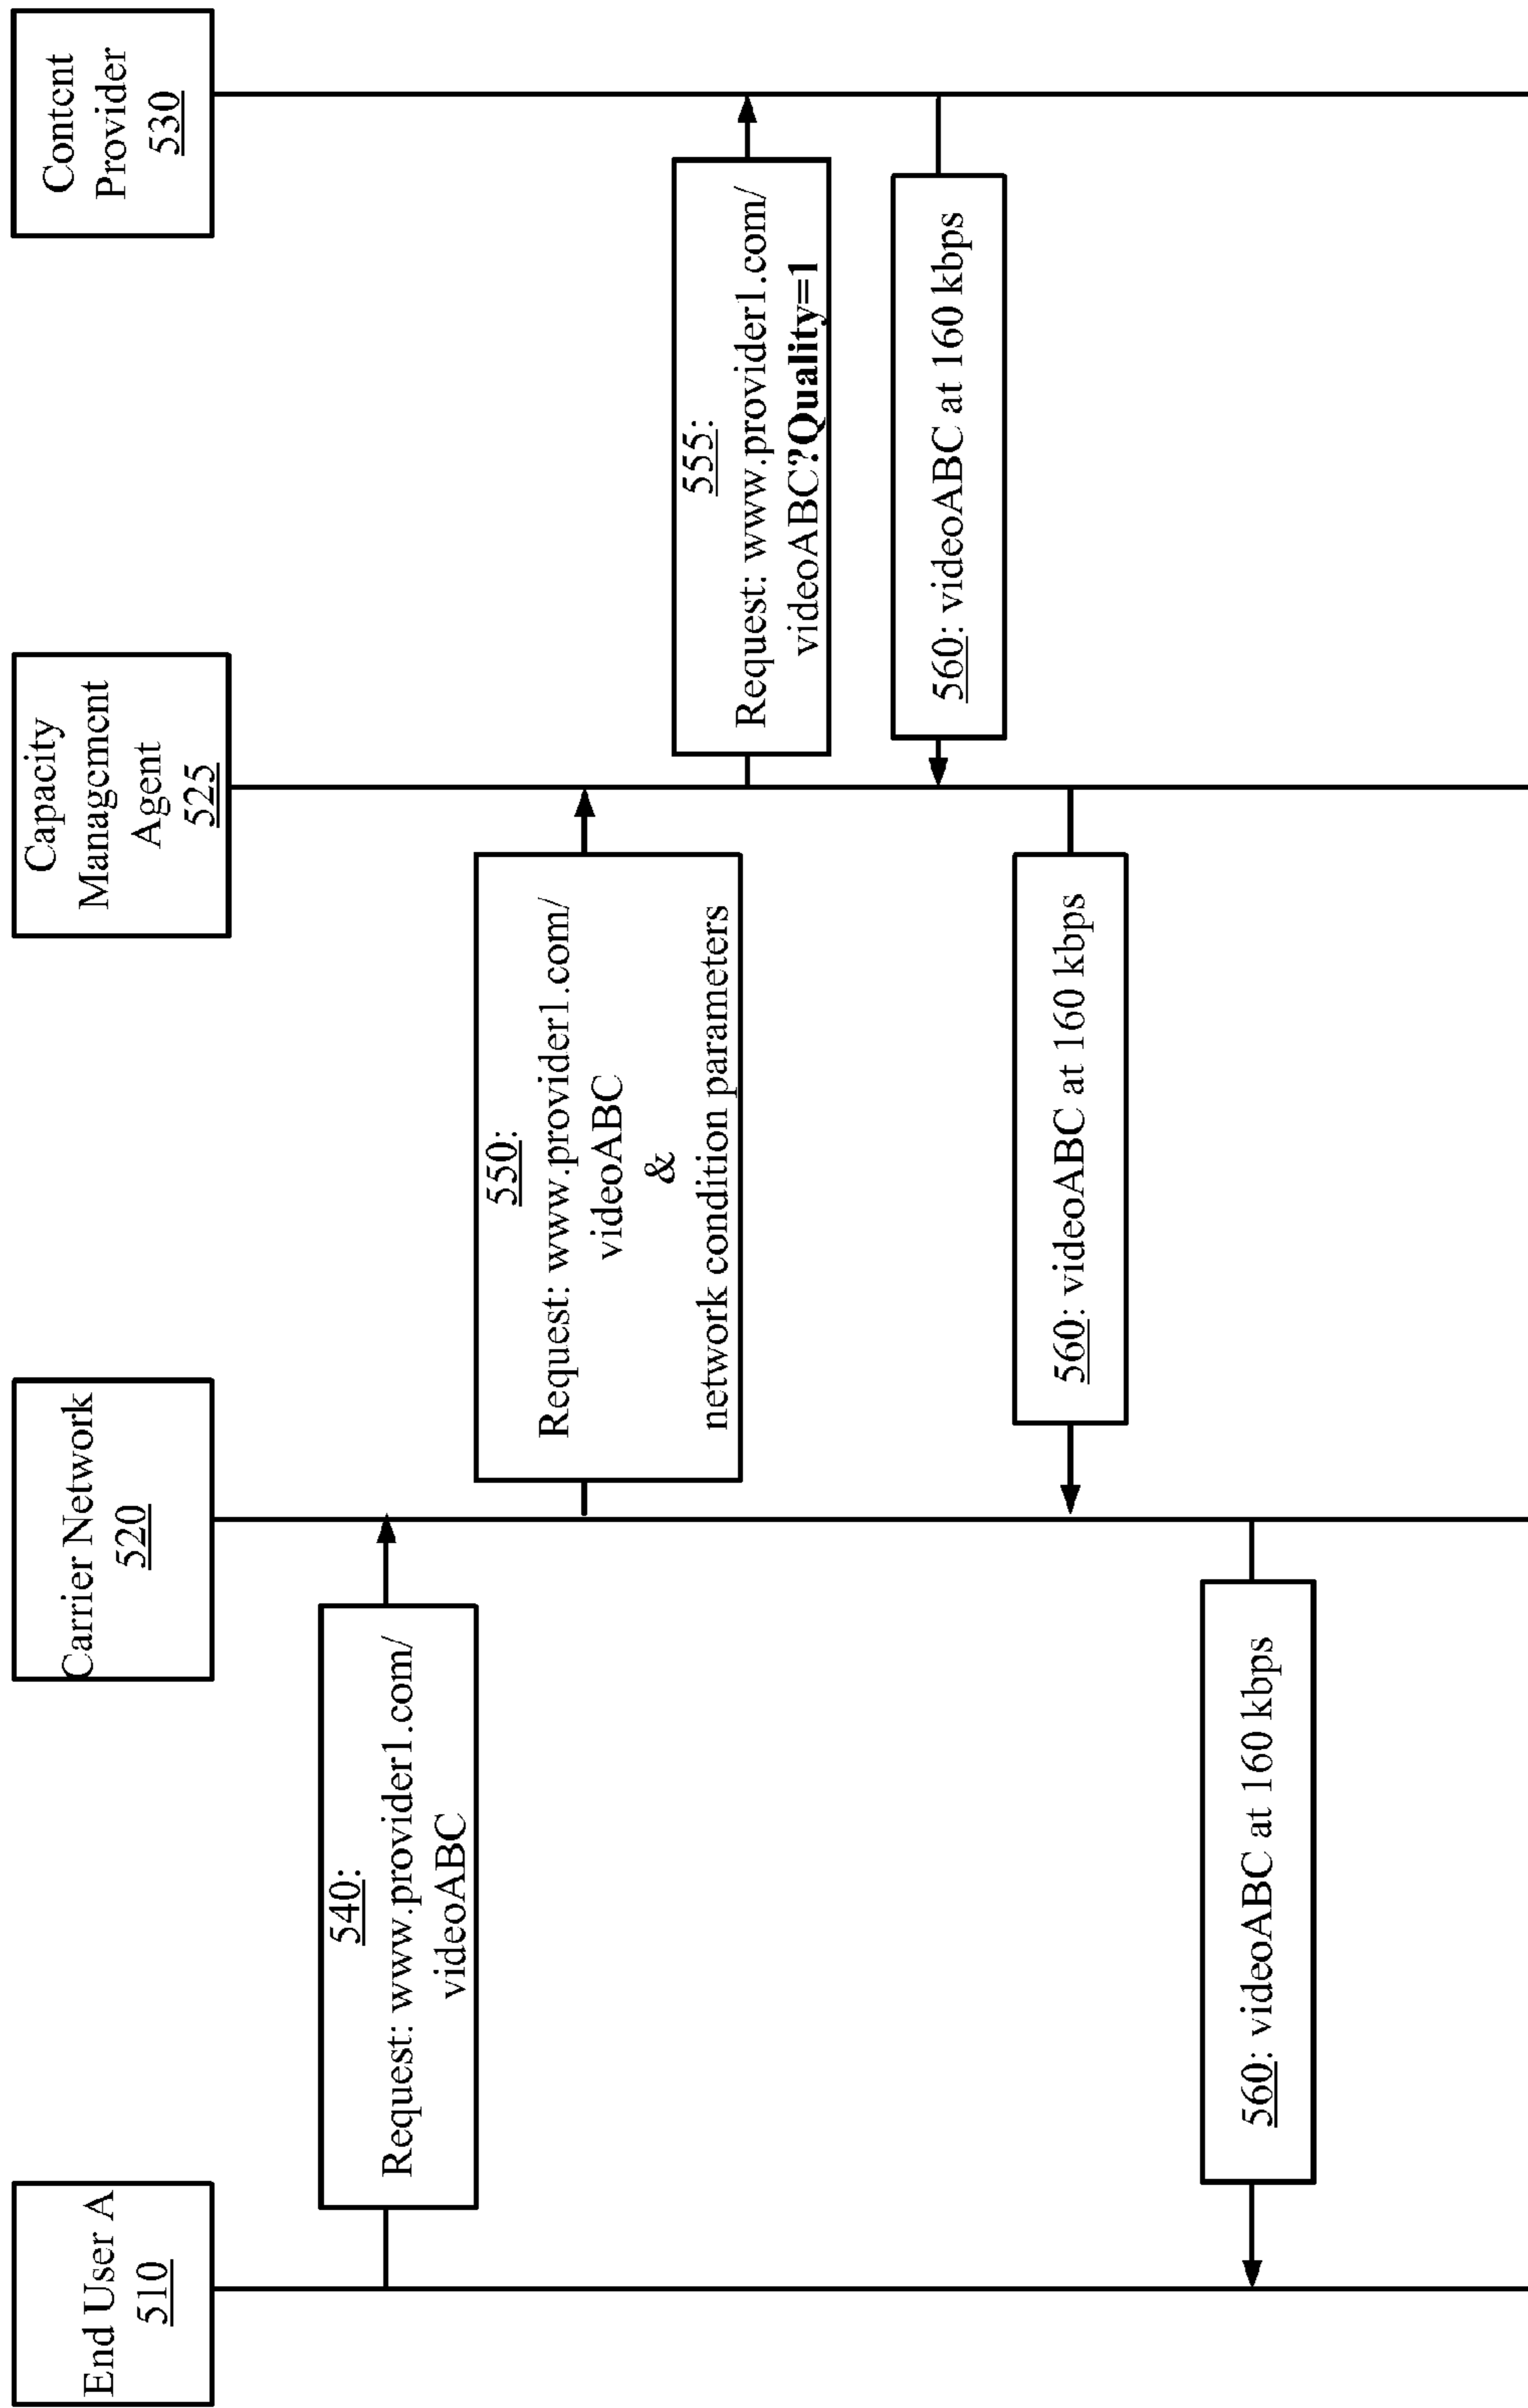 End User A
510
Carrier Network
520
Capacity
Management
Agent
525
Content
Provider
530
540:
Request: www.provider1.com/
videoABC
550:
Request: www.provider1.com/
videoABC
&
network condition parameters
555:
Request: www.provider1.com/
videoABC?Quality=1
560: videoABC at 160 kbps
560: videoABC at 160 kbps
560: videoABC at 160 kbps